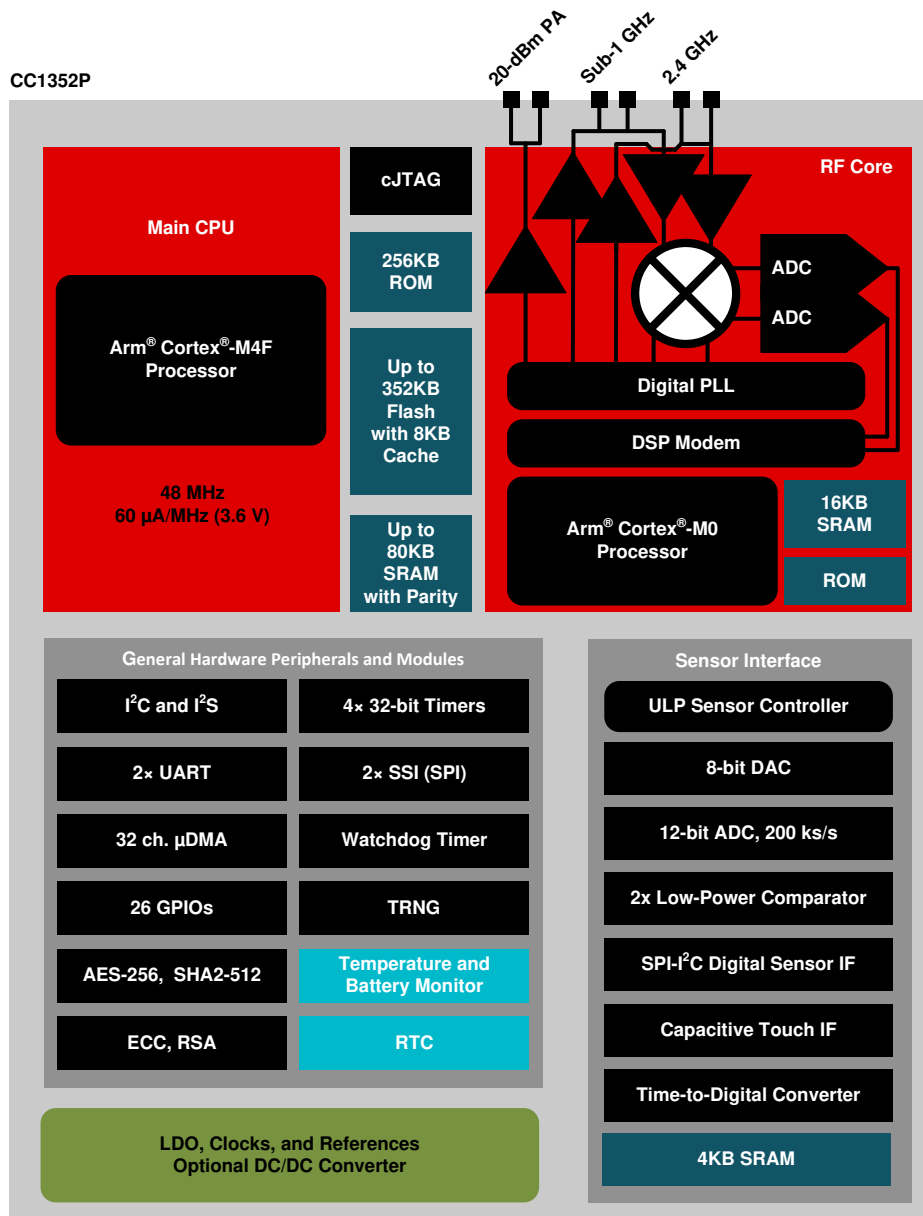 20-dBm PA
Sub-1 GHz
2.4 GHz
CC1352P
Main CPU
Arm® Cortex®-M4F
Processor
48 MHz
60 µA/MHz (3.6 V)
cJTAG
256KB
ROM
Up to
352KB
Flash
with 8KB
Cache
Up to
80KB
SRAM
with Parity
RF Core
ADC
ADC
Digital PLL
DSP Modem
Arm® Cortex®-M0
Processor
16KB
SRAM
ROM
General Hardware Peripherals and Modules
I²C and I²S
4× 32-bit Timers
2× UART
2× SSI (SPI)
32 ch. µDMA
Watchdog Timer
26 GPIOs
TRNG
AES-256, SHA2-512
Temperature and
Battery Monitor
ECC, RSA
RTC
LDO, Clocks, and References
Optional DC/DC Converter
Sensor Interface
ULP Sensor Controller
8-bit DAC
12-bit ADC, 200 ks/s
2x Low-Power Comparator
SPI-I²C Digital Sensor IF
Capacitive Touch IF
Time-to-Digital Converter
4KB SRAM